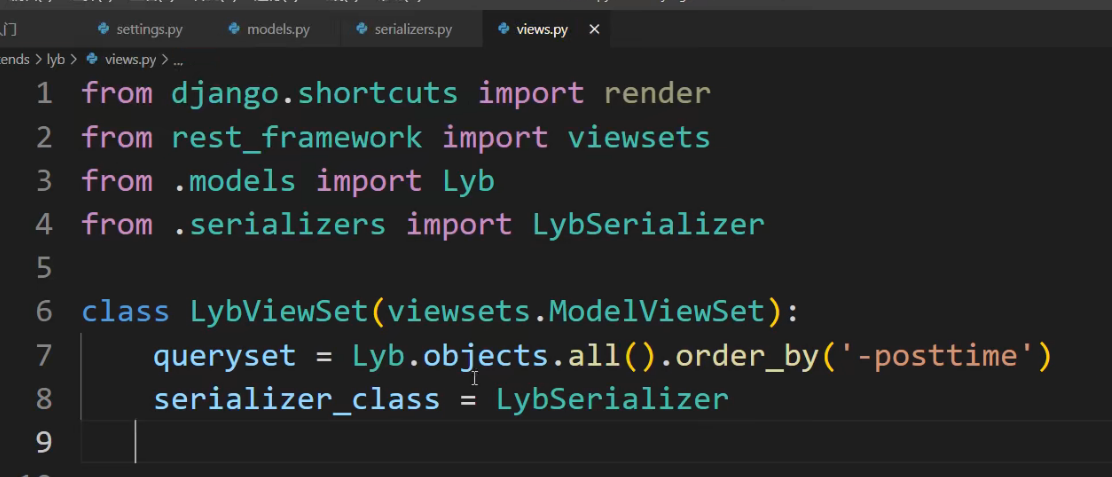 settings.py models.py serializers.py views.py ×
lyb > views.py > ...
1 from django.shortcuts import render
2 from rest_framework import viewsets
3 from .models import Lyb
4 from .serializers import LybSerializer
5
6 class LybViewSet(viewsets.ModelViewSet):
7 queryset = Lyb.objects.all().order_by('-posttime')
8 serializer_class = LybSerializer
9